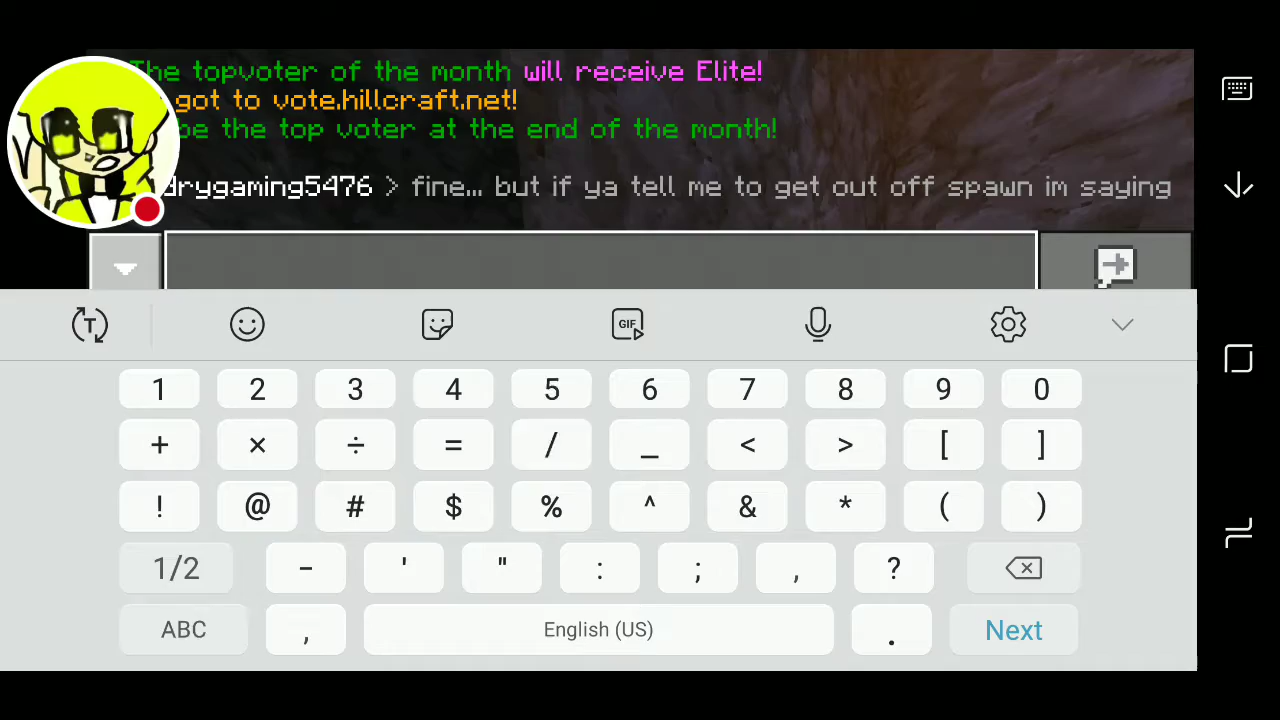 The topvoter of the month will receive Elite!
got to vote.hillcraft.net!
be the top voter at the end of the month!
drygaming5476 > fine... but if ya tell me to get out off spawn im saying
T
GIF
1 2 3 4 5 6 7 8 9 0
+ × ÷ = / _ < > [ ]
! @ # $ % ^ & * ( )
1/2 - ' " : ; , ?
ABC , English (US) . Next